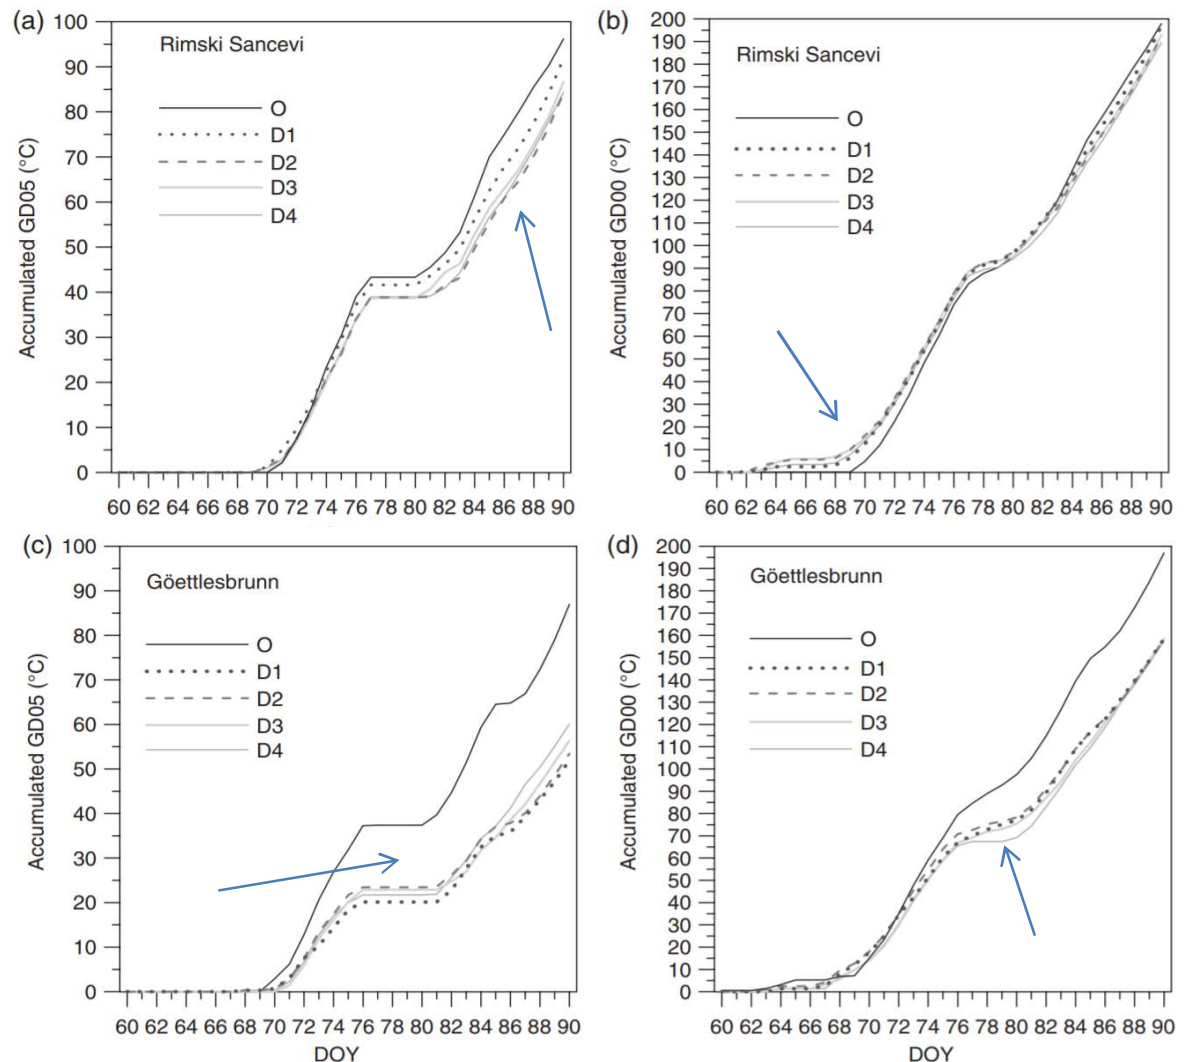 (a)
Accumulated GD05 (°C)
100
90
80
70
60
50
40
30
20
10
0
Rimski Sancevi
O
D1
D2
D3
D4
60 62 64 66 68 70 72 74 76 78 80 82 84 86 88 90
(b)
Accumulated GD00 (°C)
200
190
180
170
160
150
140
130
120
110
100
90
80
70
60
50
40
30
20
10
0
Rimski Sancevi
O
D1
D2
D3
D4
60 62 64 66 68 70 72 74 76 78 80 82 84 86 88 90
(c)
Accumulated GD05 (°C)
100
90
80
70
60
50
40
30
20
10
0
Göettlesbrunn
O
D1
D2
D3
D4
60 62 64 66 68 70 72 74 76 78 80 82 84 86 88 90
DOY
(d)
Accumulated GD00 (°C)
200
190
180
170
160
150
140
130
120
110
100
90
80
70
60
50
40
30
20
10
0
Göettlesbrunn
O
D1
D2
D3
D4
60 62 64 66 68 70 72 74 76 78 80 82 84 86 88 90
DOY